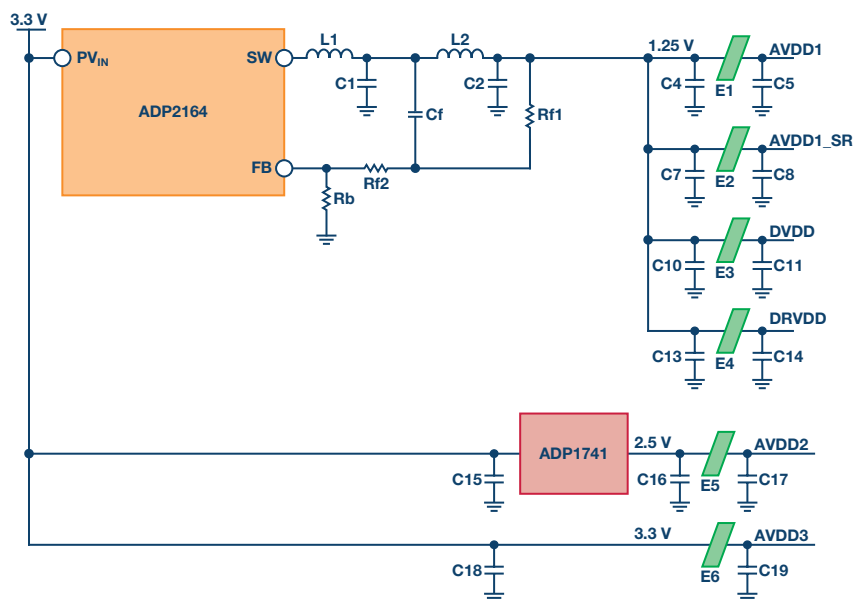 3.3 V
PVIN
SW
ADP2164
FB
L1
L2
C1
C2
Cf
Rf1
Rf2
Rb
1.25 V
AVDD1
C4
E1
C5
AVDD1_SR
C7
E2
C8
DVDD
C10
E3
C11
DRVDD
C13
E4
C14
ADP1741
2.5 V
AVDD2
C15
C16
E5
C17
3.3 V
AVDD3
C18
E6
C19